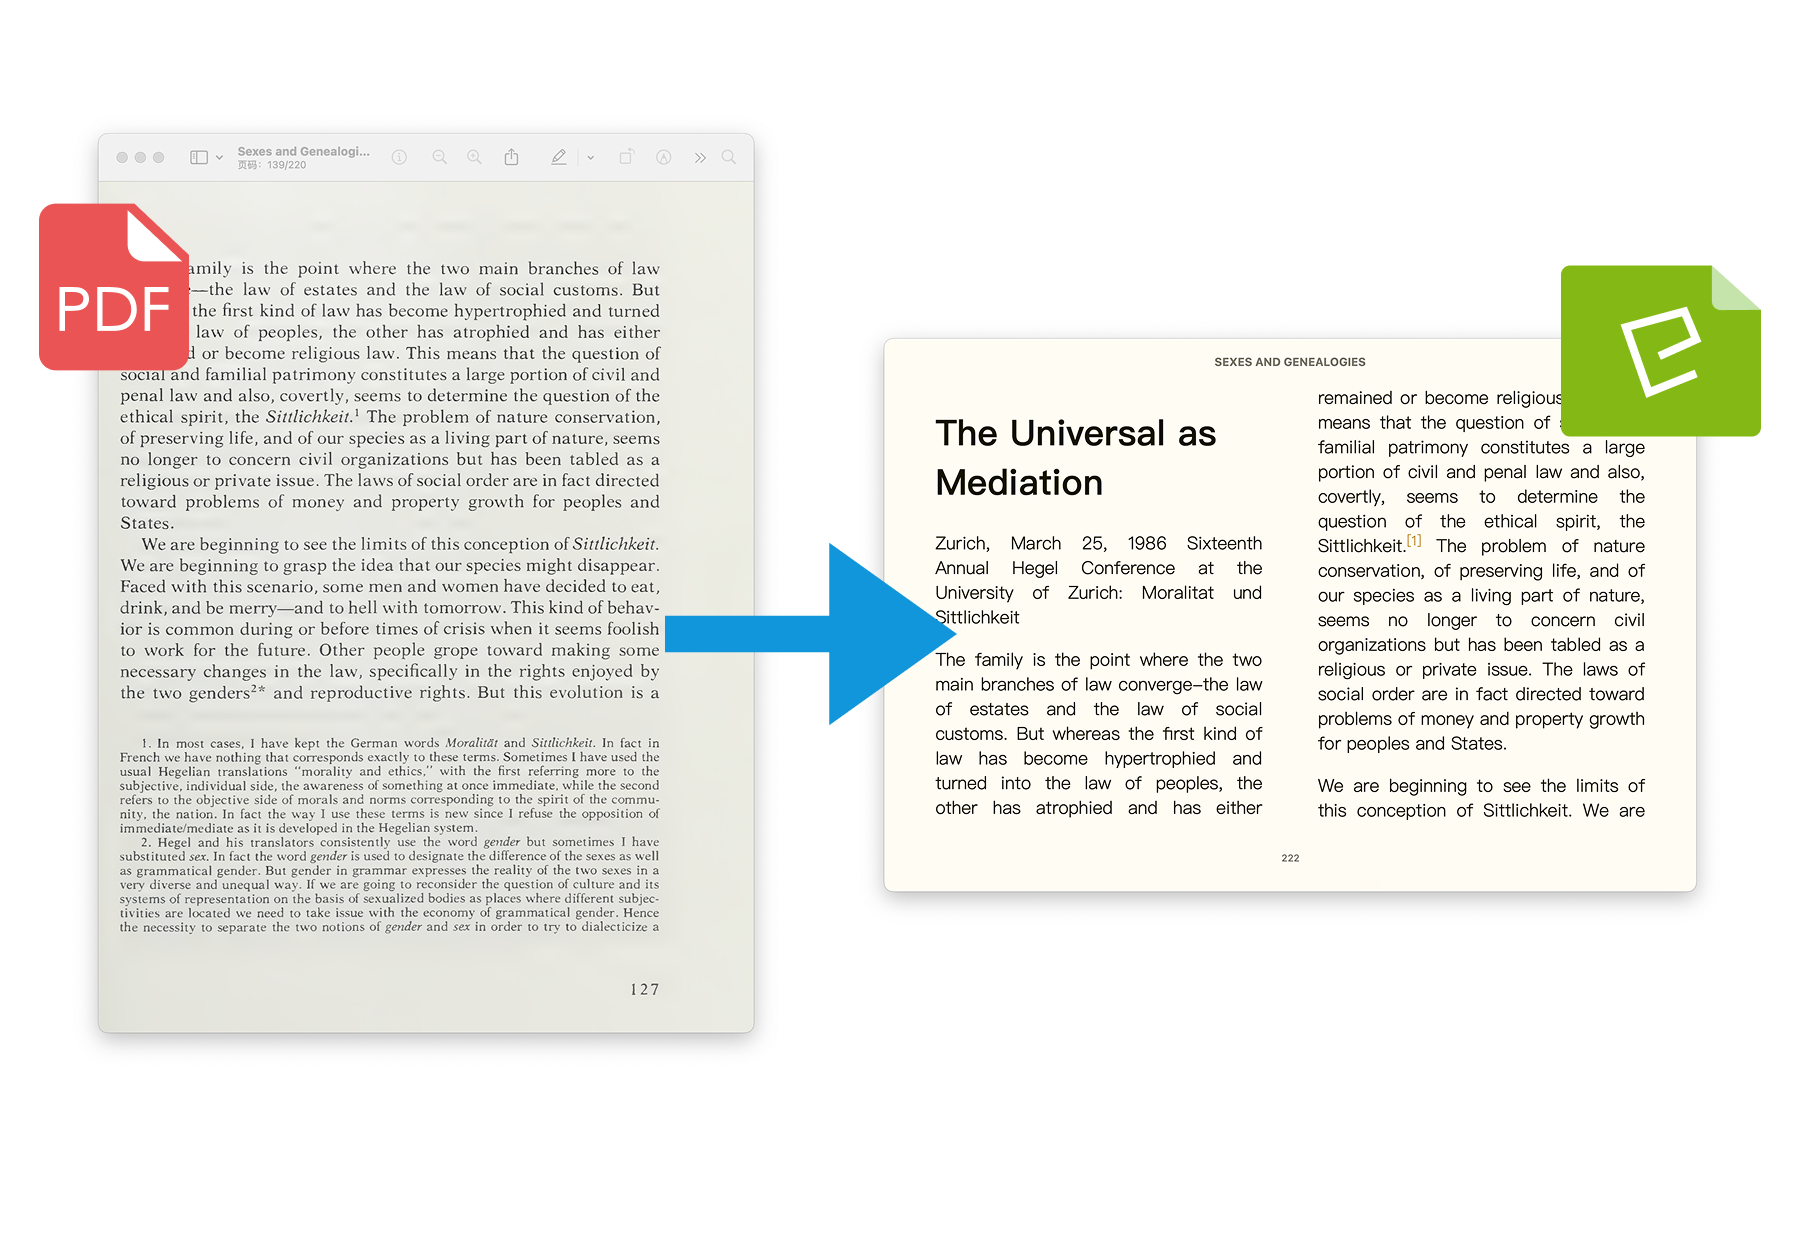 Sexes and Genealogi...
页码: 139/220
PDF
amily is the point where the two main branches of law
—the law of estates and the law of social customs. But
the first kind of law has become hypertrophied and turned
law of peoples, the other has atrophied and has either
d or become religious law. This means that the question of
social and familial patrimony constitutes a large portion of civil and
penal law and also, covertly, seems to determine the question of the
ethical spirit, the Sittlichkeit.¹ The problem of nature conservation,
of preserving life, and of our species as a living part of nature, seems
no longer to concern civil organizations but has been tabled as a
religious or private issue. The laws of social order are in fact directed
toward problems of money and property growth for peoples and
States.
We are beginning to see the limits of this conception of Sittlichkeit.
We are beginning to grasp the idea that our species might disappear.
Faced with this scenario, some men and women have decided to eat,
drink, and be merry—and to hell with tomorrow. This kind of behav-
ior is common during or before times of crisis when it seems foolish
to work for the future. Other people grope toward making some
necessary changes in the law, specifically in the rights enjoyed by
the two genders²* and reproductive rights. But this evolution is a
1. In most cases, I have kept the German words Moralität and Sittlichkeit. In fact in
French we have nothing that corresponds exactly to these terms. Sometimes I have used the
usual Hegelian translations "morality and ethics," with the first referring more to the
subjective, individual side, the awareness of something at once immediate, while the second
refers to the objective side of morals and norms corresponding to the spirit of the commu-
nity, the nation. In fact the way I use these terms is new since I refuse the opposition of
immediate/mediate as it is developed in the Hegelian system.
2. Hegel and his translators consistently use the word gender but sometimes I have
substituted sex. In fact the word gender is used to designate the difference of the sexes as well
as grammatical gender. But gender in grammar expresses the reality of the two sexes in a
very diverse and unequal way. If we are going to reconsider the question of culture and its
systems of representation on the basis of sexualized bodies as places where different subjec-
tivities are located we need to take issue with the economy of grammatical gender. Hence
the necessity to separate the two notions of gender and sex in order to try to dialecticize a
127
SEXES AND GENEALOGIES
The Universal as
Mediation
Zurich, March 25, 1986 Sixteenth
Annual Hegel Conference at the
University of Zurich: Moralitat und
Sittlichkeit
The family is the point where the two
main branches of law converge–the law
of estates and the law of social
customs. But whereas the first kind of
law has become hypertrophied and
turned into the law of peoples, the
other has atrophied and has either
remained or become religious
means that the question of
familial patrimony constitutes a large
portion of civil and penal law and also,
covertly, seems to determine the
question of the ethical spirit, the
Sittlichkeit.[1] The problem of nature
conservation, of preserving life, and of
our species as a living part of nature,
seems no longer to concern civil
organizations but has been tabled as a
religious or private issue. The laws of
social order are in fact directed toward
problems of money and property growth
for peoples and States.
We are beginning to see the limits of
this conception of Sittlichkeit. We are
222